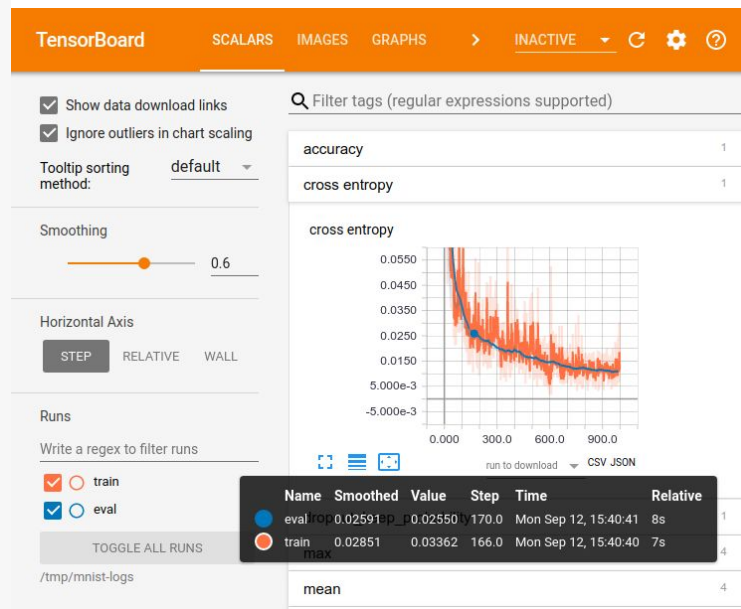 TensorBoard SCALARS IMAGES GRAPHS INACTIVE
Show data download links
Ignore outliers in chart scaling
Tooltip sorting method: default
Smoothing
0.6
Horizontal Axis
STEP RELATIVE WALL
Runs
Write a regex to filter runs
train
eval
TOGGLE ALL RUNS
/tmp/mnist-logs
Filter tags (regular expressions supported)
accuracy 1
cross entropy 1
cross entropy
0.0550
0.0450
0.0350
0.0250
0.0150
5.000e-3
-5.000e-3
0.000 300.0 600.0 900.0
run to download CSV JSON
Name Smoothed Value Step Time Relative
eval 0.02591 0.02550 170.0 Mon Sep 12, 15:40:41 8s
train 0.02851 0.03362 166.0 Mon Sep 12, 15:40:40 7s
1
max 4
mean 4